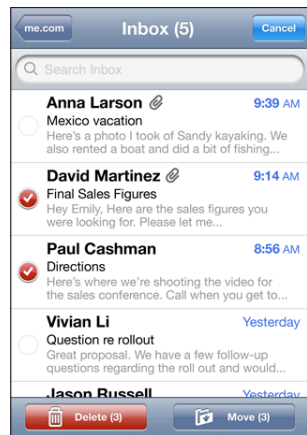 me.com
Inbox (5)
Cancel
Search Inbox
Anna Larson 9:39 AM
Mexico vacation
Here's a photo I took of Sandy kayaking. We
also rented a boat and did a bit of fishing...
David Martinez 9:14 AM
Final Sales Figures
Hey Emily, Here are the sales figures you
were looking for. Please let me...
Paul Cashman 8:56 AM
Directions
Here's where we're shooting the video for
the sales conference. Call when you get to...
Vivian Li Yesterday
Question re rollout
Great proposal. We have a few follow-up
questions regarding the roll out and would...
Jason Russell Yesterday
Delete (3)
Move (3)